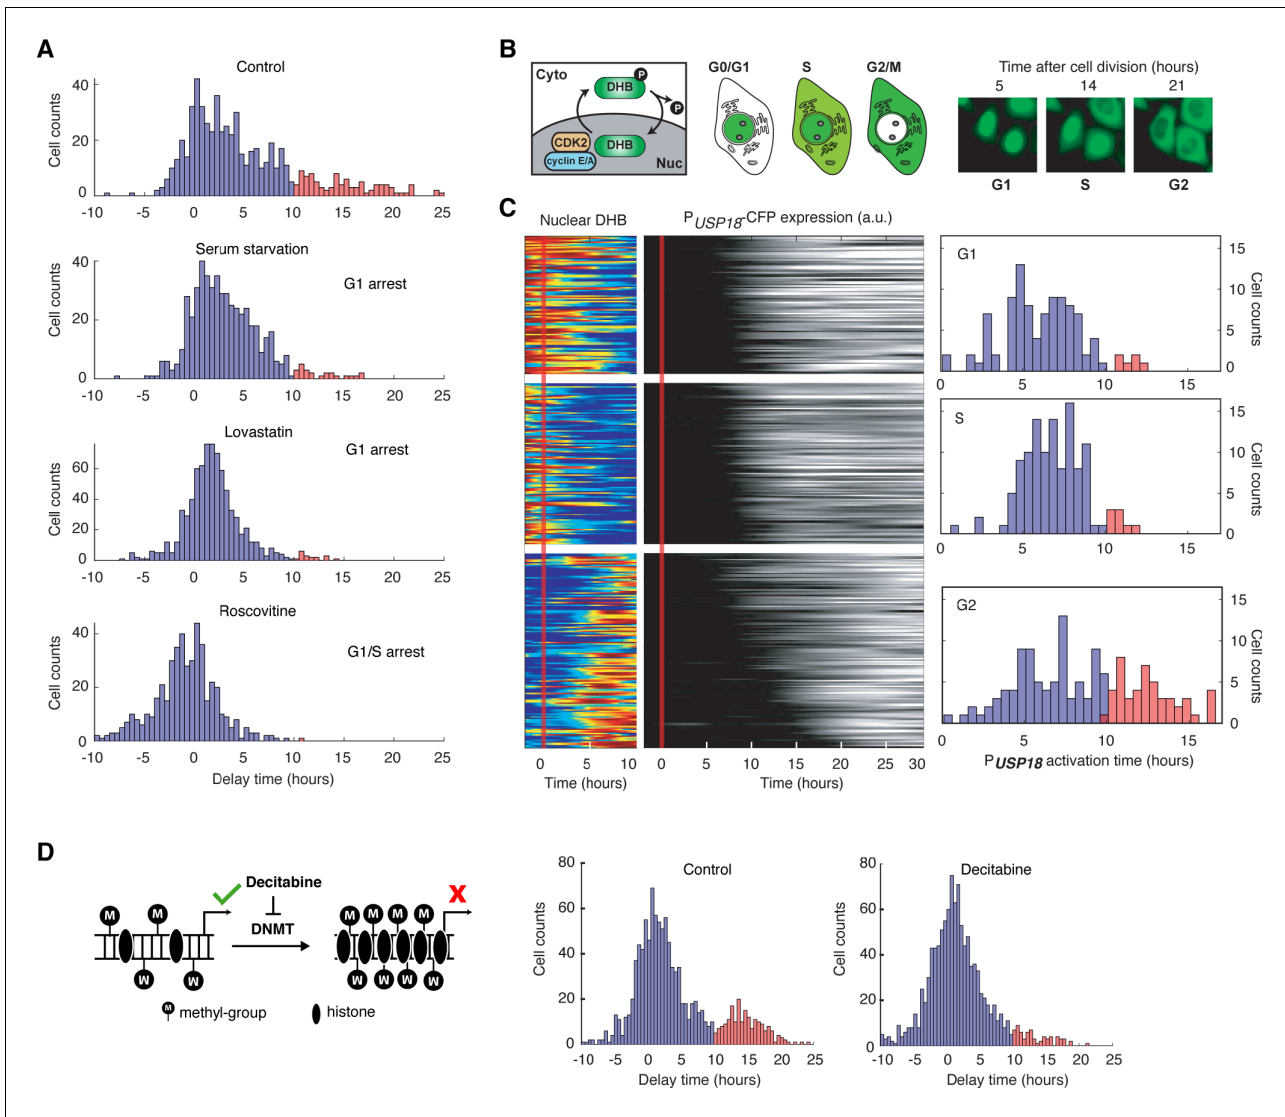 A
Control
Cell counts
40
20
0
-10 -5 0 5 10 15 20 25
Serum starvation
G1 arrest
Cell counts
40
20
0
-10 -5 0 5 10 15 20 25
Lovastatin
G1 arrest
Cell counts
60
40
20
0
-10 -5 0 5 10 15 20 25
Roscovitine
G1/S arrest
Cell counts
40
20
0
-10 -5 0 5 10 15 20 25
Delay time (hours)
B
Cyto
DHB
P
P
CDK2
cyclin E/A
DHB
Nuc
G0/G1 S G2/M
Time after cell division (hours)
5 14 21
G1 S G2
C
Nuclear DHB
PUSP18-CFP expression (a.u.)
0 5 10
Time (hours)
0 5 10 15 20 25 30
Time (hours)
G1
15
10
5
0
Cell counts
0 5 10 15
S
15
10
5
0
Cell counts
0 5 10 15
G2
15
10
5
0
Cell counts
0 5 10 15
PUSP18 activation time (hours)
D
Decitabine
DNMT
X
M M M M M M
M M M M M M
M methyl-group histone
Control
Cell counts
80
60
40
20
0
-10 -5 0 5 10 15 20 25
Delay time (hours)
Decitabine
Cell counts
80
60
40
20
0
-10 -5 0 5 10 15 20 25
Delay time (hours)